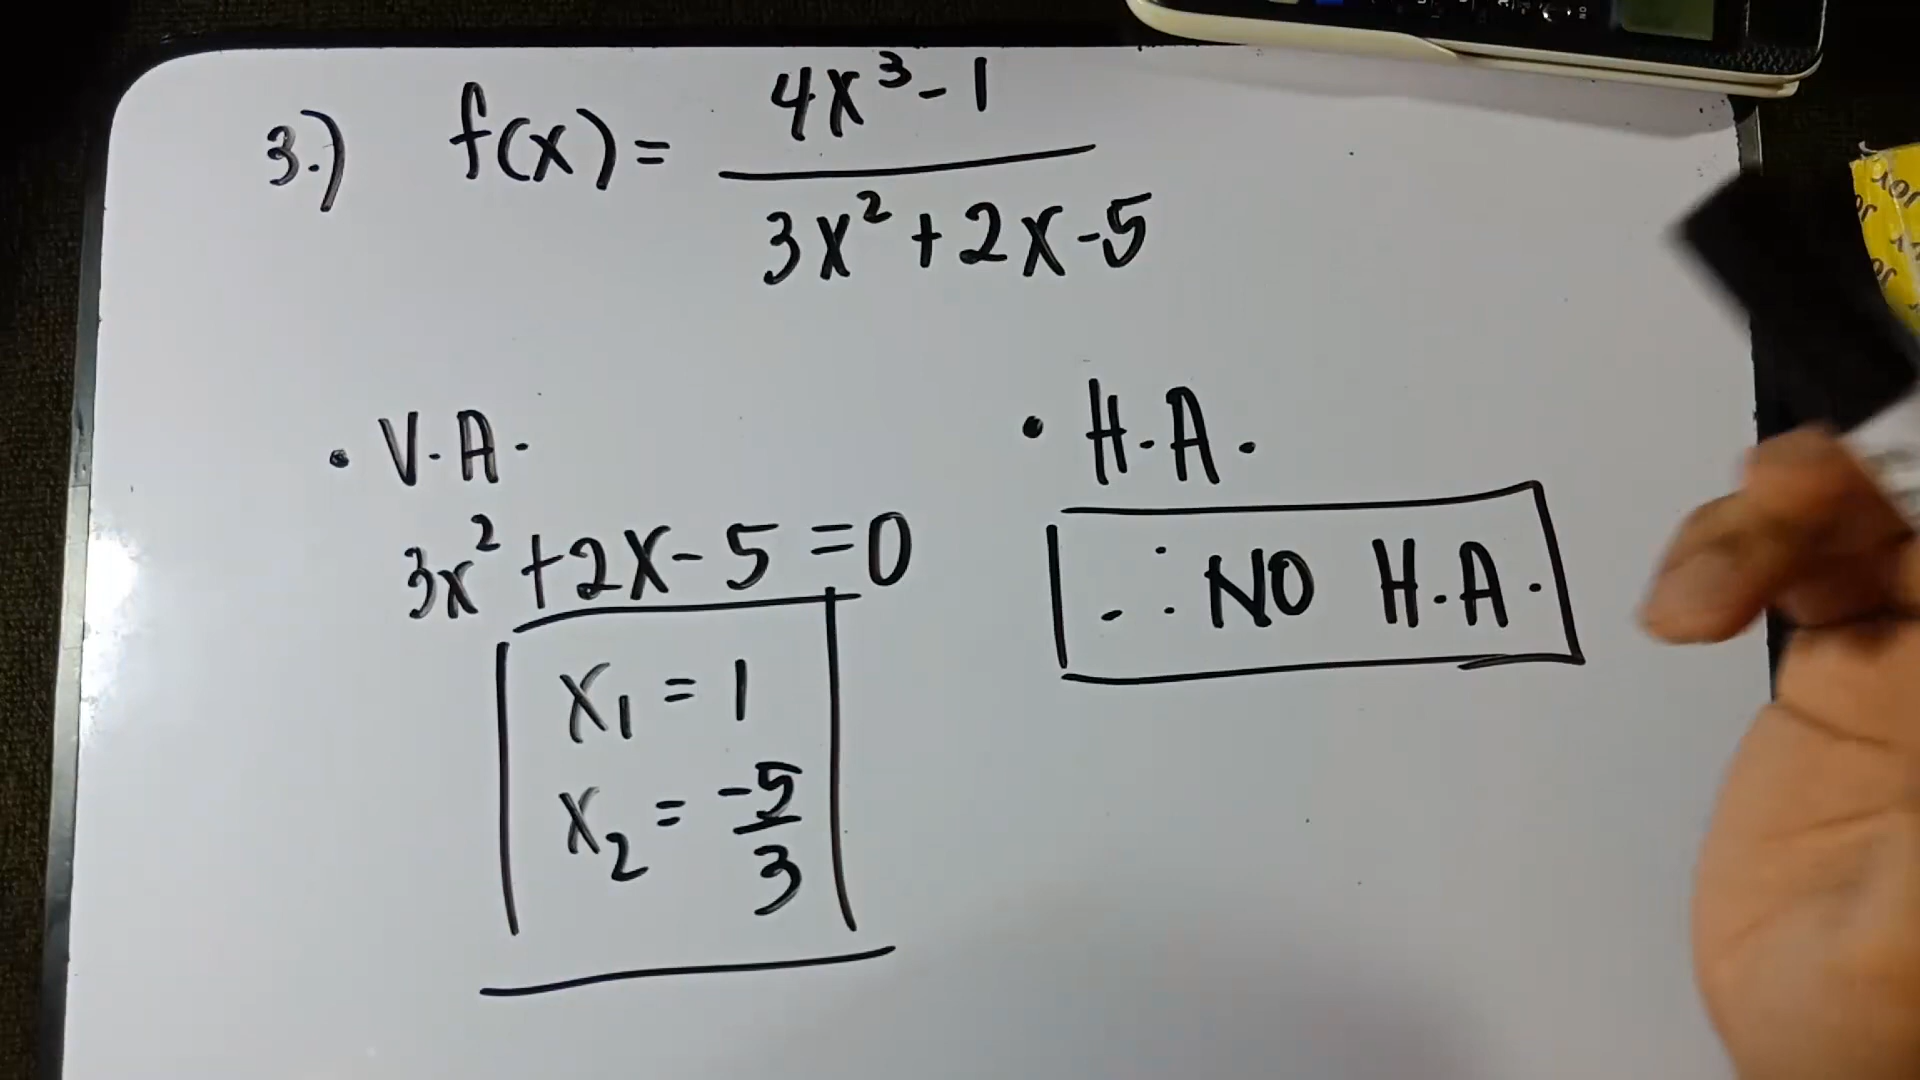 3.) f(x) = 4x³-1
3x²+2x-5
• V.A.
3x²+2x-5=0
x₁ = 1
x₂ = -5
3
• H.A.
∴ NO H.A.